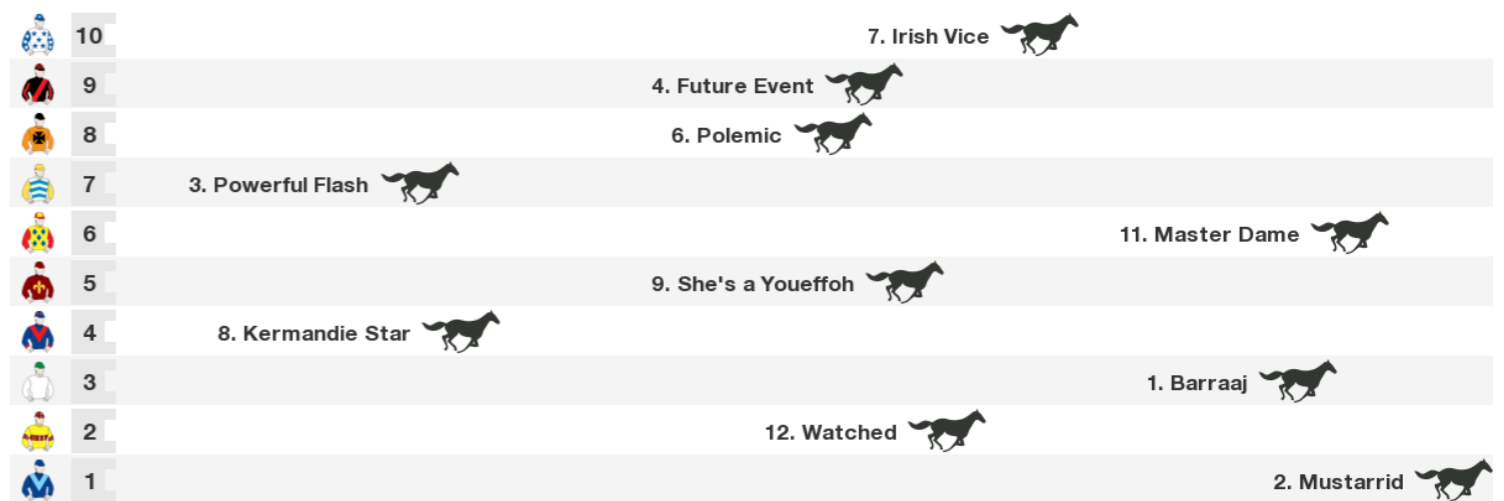 10 7. Irish Vice
9 4. Future Event
8 6. Polemic
7 3. Powerful Flash
6 11. Master Dame
5 9. She's a Youeffoh
4 8. Kermandie Star
3 1. Barraaj
2 12. Watched
1 2. Mustarrid